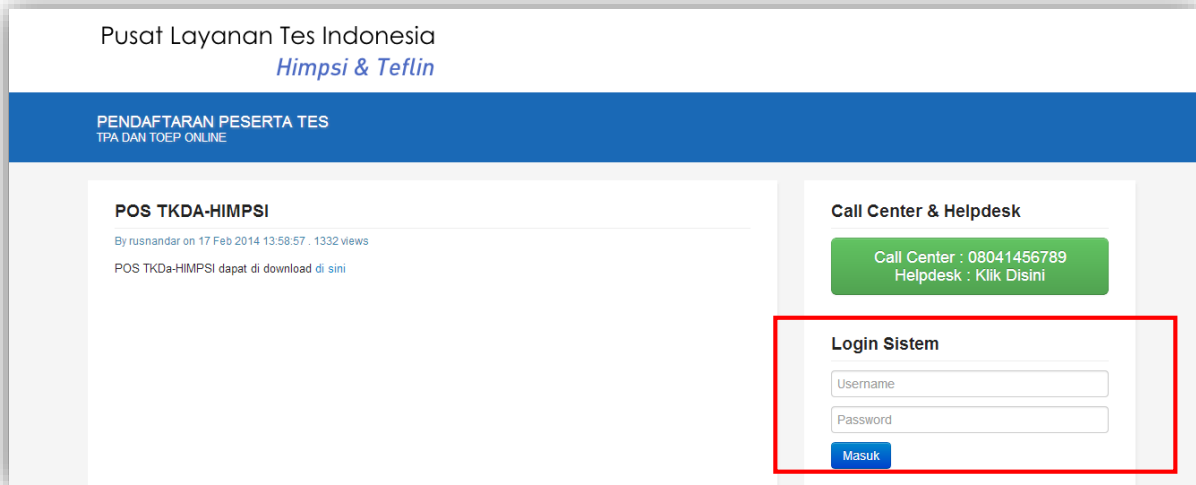 Pusat Layanan Tes Indonesia
Himpsi & Teflin
PENDAFTARAN PESERTA TES
TPA DAN TOEP ONLINE
POS TKDA-HIMPSI
By rusnandar on 17 Feb 2014 13:58:57 . 1332 views
POS TKDa-HIMPSI dapat di download di sini
Call Center & Helpdesk
Call Center : 08041456789
Helpdesk : Klik Disini
Login Sistem
Username
Password
Masuk